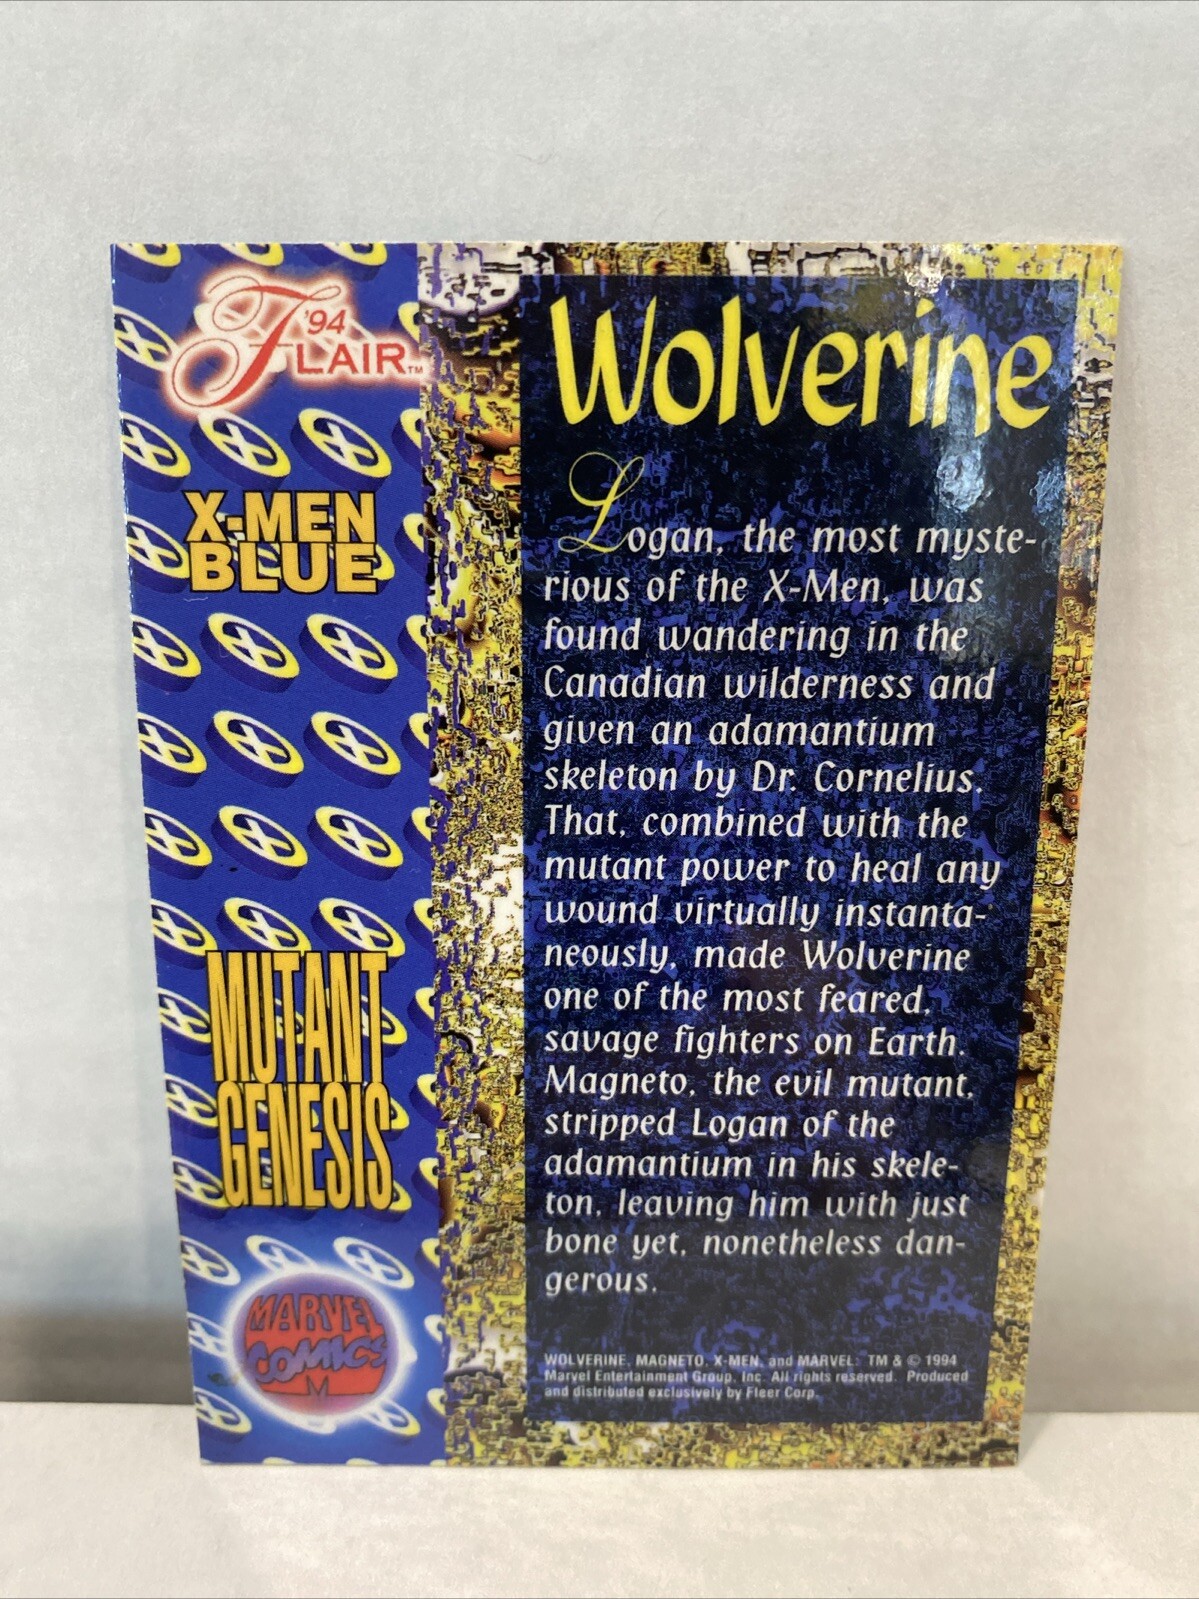 '94
FLAIR™
X-MEN
BLUE
MUTANT
GENESIS
MARVEL
COMICS
M
Wolverine
Logan, the most myste-
rious of the X-Men, was
found wandering in the
Canadian wilderness and
given an adamantium
skeleton by Dr. Cornelius.
That, combined with the
mutant power to heal any
wound virtually instanta-
neously, made Wolverine
one of the most feared,
savage fighters on Earth.
Magneto, the evil mutant,
stripped Logan of the
adamantium in his skele-
ton, leaving him with just
bone yet, nonetheless dan-
gerous.
WOLVERINE, MAGNETO, X-MEN, and MARVEL: TM & © 1994
Marvel Entertainment Group, Inc. All rights reserved. Produced
and distributed exclusively by Fleer Corp.